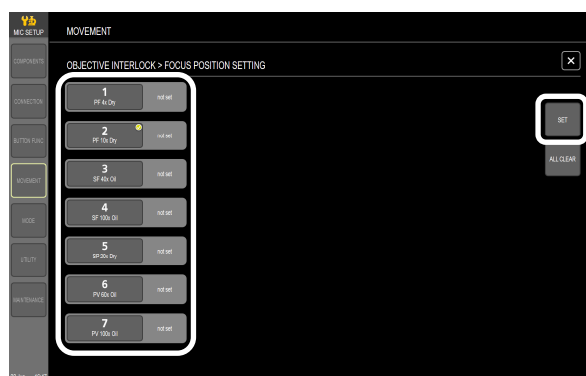 MIC SETUP
MOVEMENT
COMPONENTS
OBJECTIVE INTERLOCK > FOCUS POSITION SETTING
CONNECTION
1
PF 4x Dry
not set
SET
BUTTON FUNC
2
PF 10x Dry
not set
ALL CLEAR
MOVEMENT
3
SF 40x Oil
not set
MODE
4
SF 100x Oil
not set
UTILITY
5
SP 20x Dry
not set
MAINTENANCE
6
PV 60x Oil
not set
7
PV 100x Oil
not set